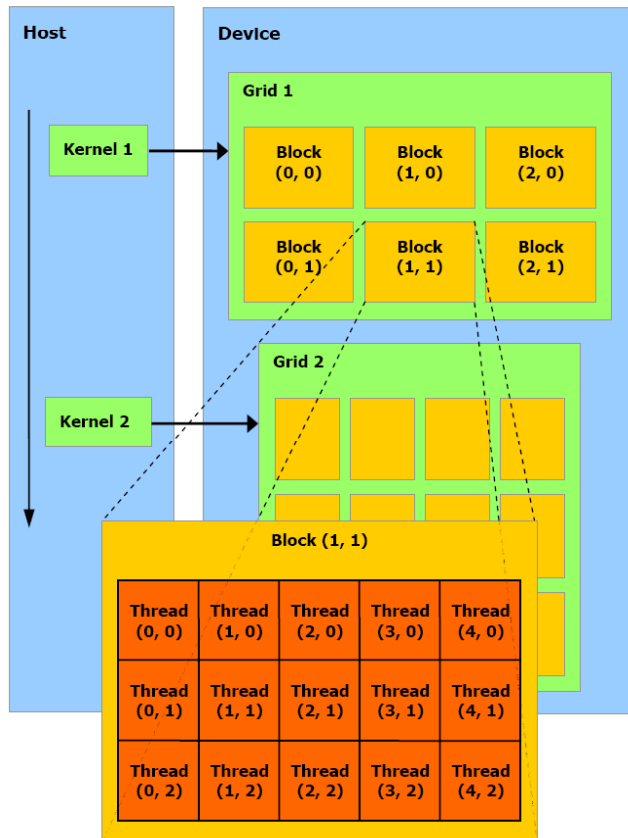 Host
Device
Grid 1
Kernel 1
Block
(0, 0)
Block
(1, 0)
Block
(2, 0)
Block
(0, 1)
Block
(1, 1)
Block
(2, 1)
Grid 2
Kernel 2
Block (1, 1)
Thread
(0, 0)
Thread
(1, 0)
Thread
(2, 0)
Thread
(3, 0)
Thread
(4, 0)
Thread
(0, 1)
Thread
(1, 1)
Thread
(2, 1)
Thread
(3, 1)
Thread
(4, 1)
Thread
(0, 2)
Thread
(1, 2)
Thread
(2, 2)
Thread
(3, 2)
Thread
(4, 2)